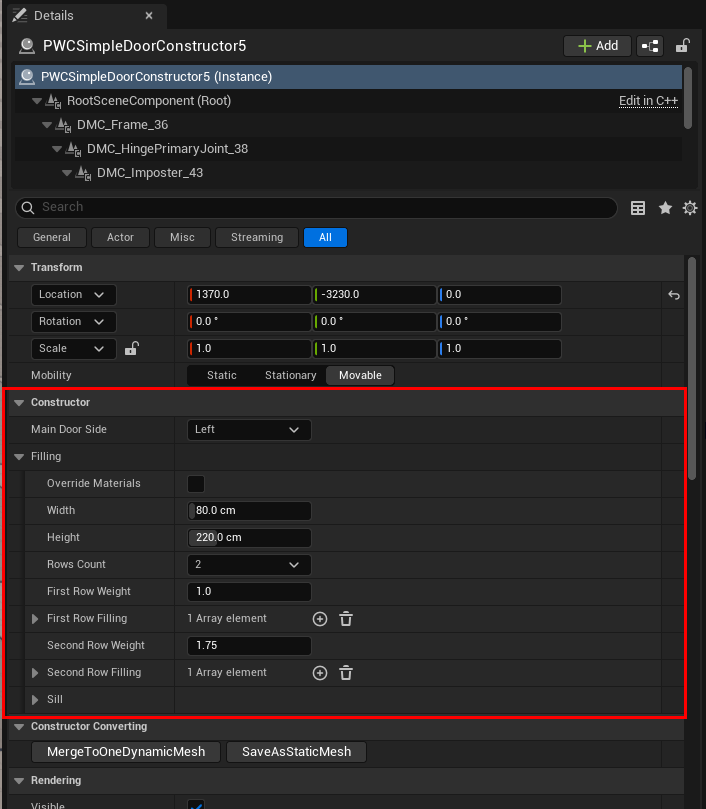 Details
PWCSimpleDoorConstructor5
Add
PWCSimpleDoorConstructor5 (Instance)
RootSceneComponent (Root) Edit in C++
DMC_Frame_36
DMC_HingePrimaryJoint_38
DMC_Imposter_43
Search
General Actor Misc Streaming All
Transform
Location 1370.0 -3230.0 0.0
Rotation 0.0 ° 0.0 ° 0.0 °
Scale 1.0 1.0 1.0
Mobility Static Stationary Movable
Constructor
Main Door Side Left
Filling
Override Materials
Width 80.0 cm
Height 220.0 cm
Rows Count 2
First Row Weight 1.0
First Row Filling 1 Array element
Second Row Weight 1.75
Second Row Filling 1 Array element
Sill
Constructor Converting
MergeToOneDynamicMesh SaveAsStaticMesh
Rendering
Visible